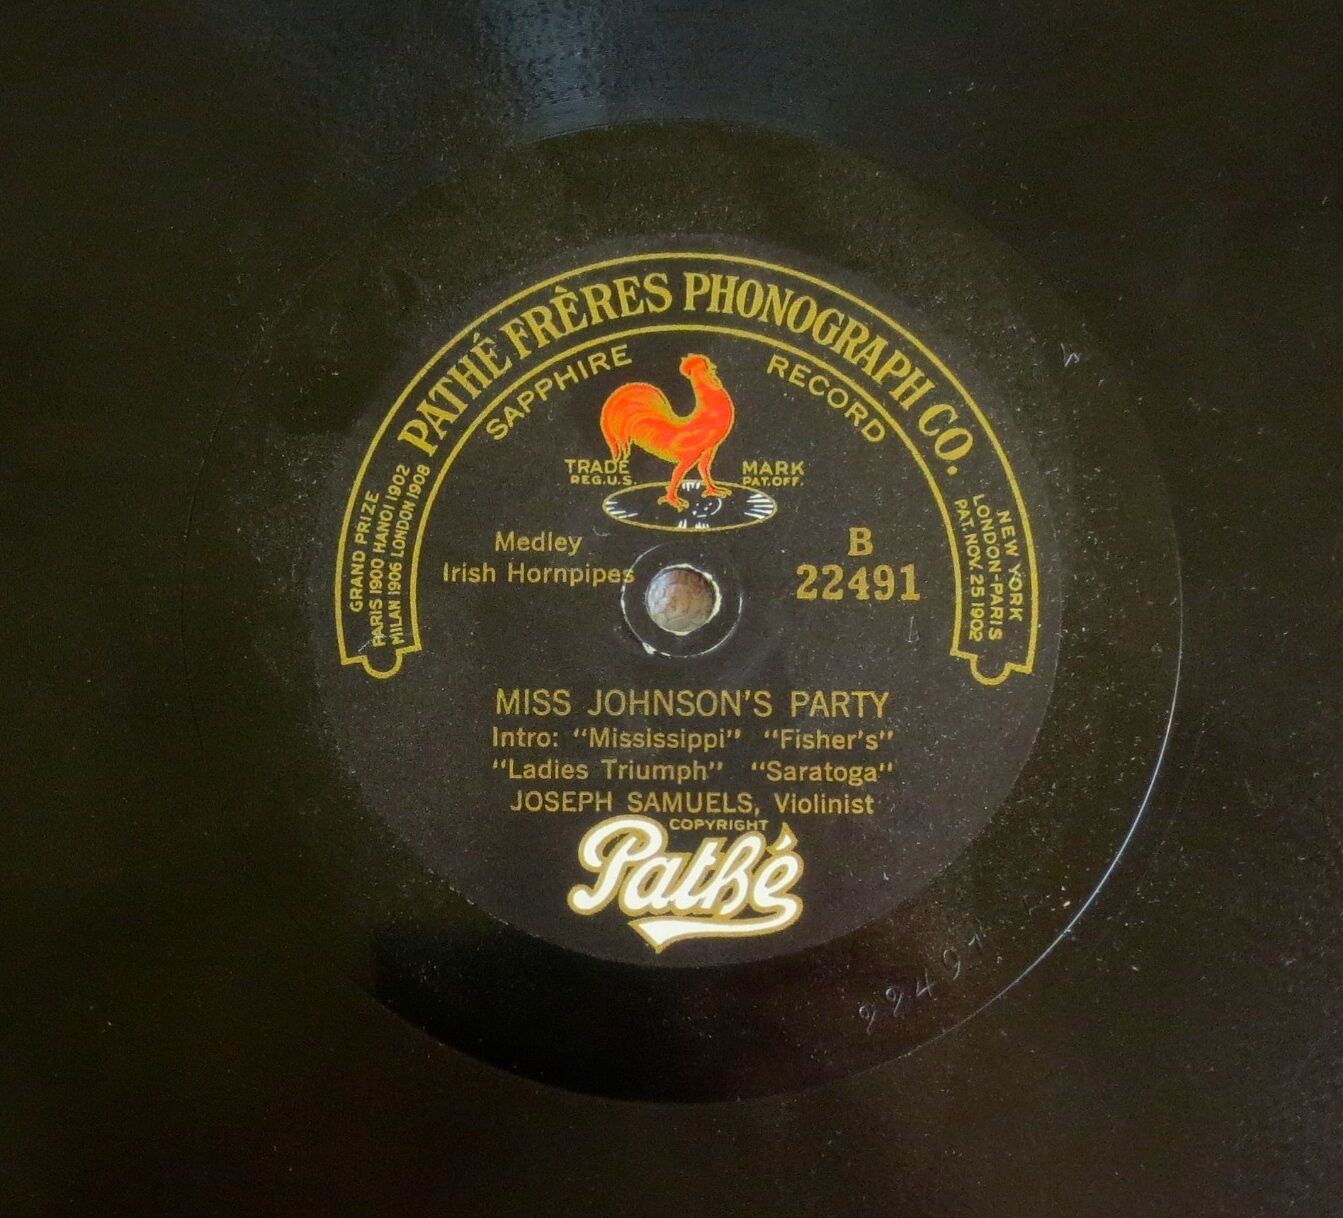 PATHÉ FRÈRES PHONOGRAPH CO.
SAPPHIRE RECORD
GRAND PRIZE
PARIS 1900 HANOI 1902
MILAN 1906 LONDON 1908
NEW YORK
LONDON-PARIS
PAT. NOV. 25 1902
TRADE MARK
REG. U.S. PAT. OFF.
Medley
Irish Hornpipes
B
22491
MISS JOHNSON'S PARTY
Intro: "Mississippi" "Fisher's"
"Ladies Triumph" "Saratoga"
JOSEPH SAMUELS, Violinist
COPYRIGHT
Pathé
22491